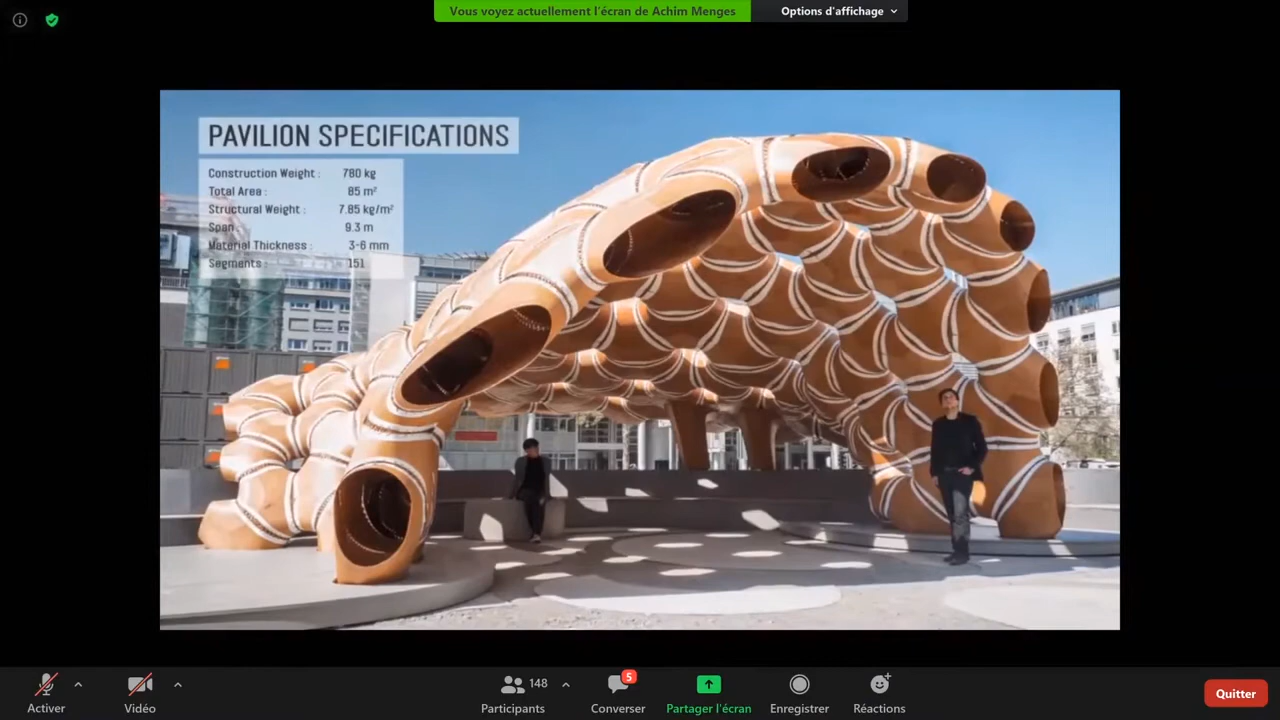 Vous voyez actuellement l'écran de Achim Menges
Options d'affichage
PAVILION SPECIFICATIONS
Construction Weight : 780 kg
Total Area : 85 m²
Structural Weight : 7.85 kg/m²
Span : 9.3 m
Material Thickness : 3-6 mm
Segments : 151
Activer
Vidéo
Participants 148
Converser 5
Partager l'écran
Enregistrer
Réactions
Quitter